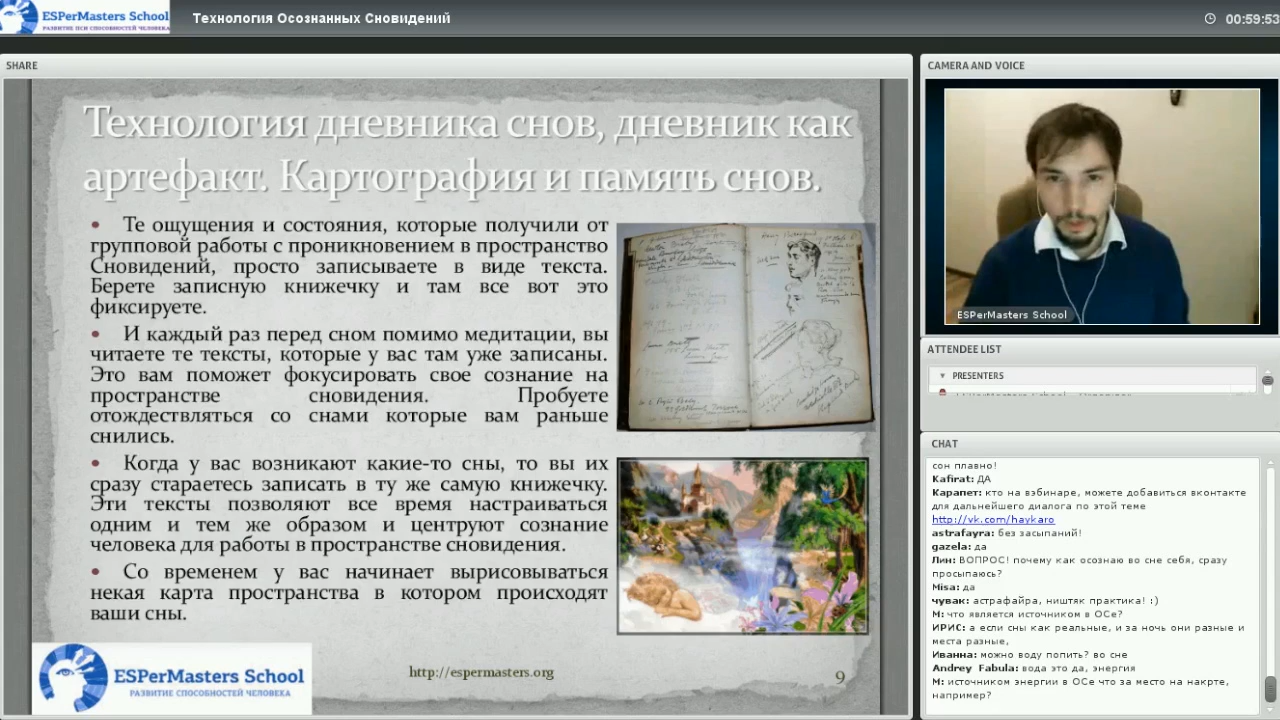 ESPerMasters School
РАЗВИТИЕ ПСИ СПОСОБНОСТЕЙ ЧЕЛОВЕКА
Технология Осознанных Сновидений
00:59:53
SHARE
Технология дневника снов, дневник как
артефакт. Картография и память снов.
• Те ощущения и состояния, которые получили от
групповой работы с проникновением в пространство
Сновидений, просто записываете в виде текста.
Берете записную книжечку и там все вот это
фиксируете.
• И каждый раз перед сном помимо медитации, вы
читаете те тексты, которые у вас там уже записаны.
Это вам поможет фокусировать свое сознание на
пространстве сновидения. Пробуете
отождествляться со снами которые вам раньше
снились.
• Когда у вас возникают какие-то сны, то вы их
сразу стараетесь записать в ту же самую книжечку.
Эти тексты позволяют все время настраиваться
одним и тем же образом и центруют сознание
человека для работы в пространстве сновидения.
• Со временем у вас начинает вырисовываться
некая карта пространства в котором происходят
ваши сны.
ESPerMasters School
РАЗВИТИЕ СПОСОБНОСТЕЙ ЧЕЛОВЕКА
http://espermasters.org
9
CAMERA AND VOICE
ESPerMasters School
ATTENDEE LIST
PRESENTERS
CHAT
сон плавно!
Kafirat: ДА
Карапет: кто на вэбинаре, можете добавиться вконтакте
для дальнейшего диалога по этой теме
http://vk.com/haykaro
astrafayra: без засыпаний!
gazela: да
Лин: ВОПРОС! почему как осознаю во сне себя, сразу
просыпаюсь?
Misa: да
чувак: астрафайра, ништяк практика! :)
М: что является источником в ОСе?
ИРИС: а если сны как реальные, и за ночь они разные и
места разные,
Иванна: можно воду попить? во сне
Andrey_Fabula: вода это да, энергия
М: источником энергии в ОСе что за место на накрте,
например?